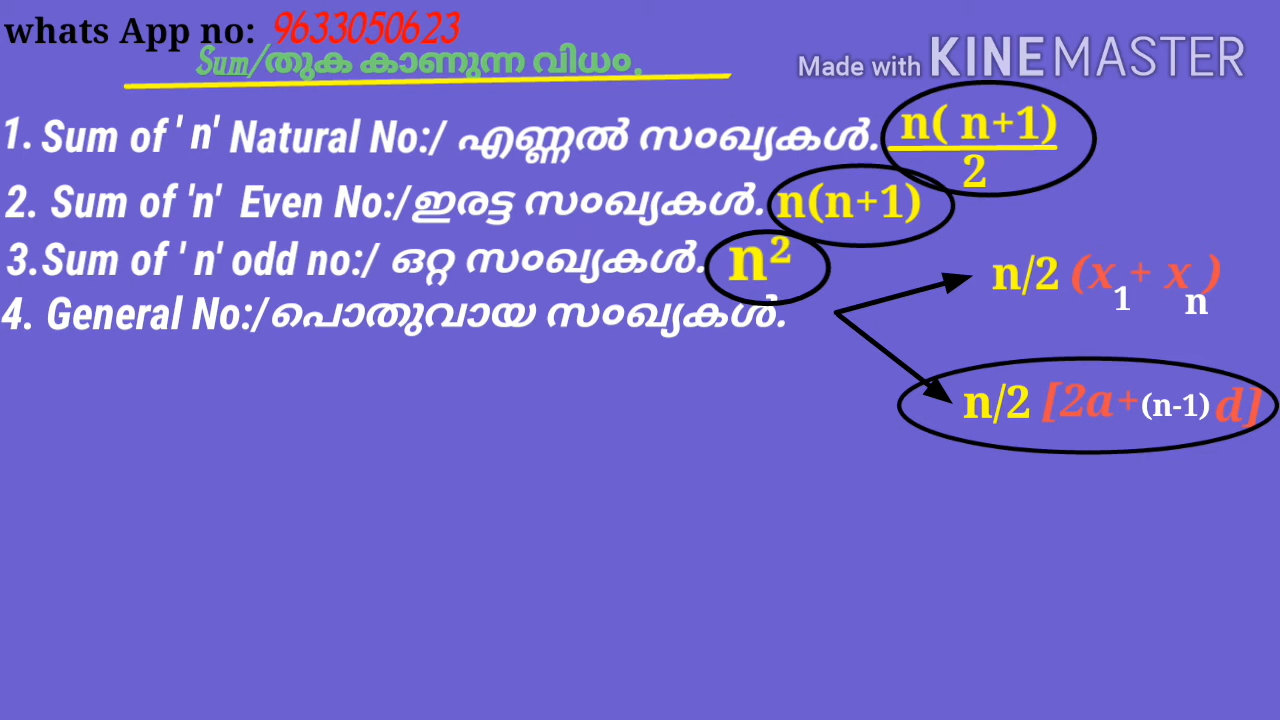 whats App no: 9633050623
Made with KINEMASTER
Sum/തുക കാണുന്ന വിധം.
1. Sum of 'n' Natural No:/ എണ്ണൽ സംഖ്യകൾ. n( n+1)
2
2. Sum of 'n' Even No:/ഇരട്ട സംഖ്യകൾ. n(n+1)
3.Sum of 'n' odd no:/ ഒറ്റ സംഖ്യകൾ. n²
n/2 (x₁+ xₙ)
4. General No:/പൊതുവായ സംഖ്യകൾ.
n/2 [2a+(n-1)d]